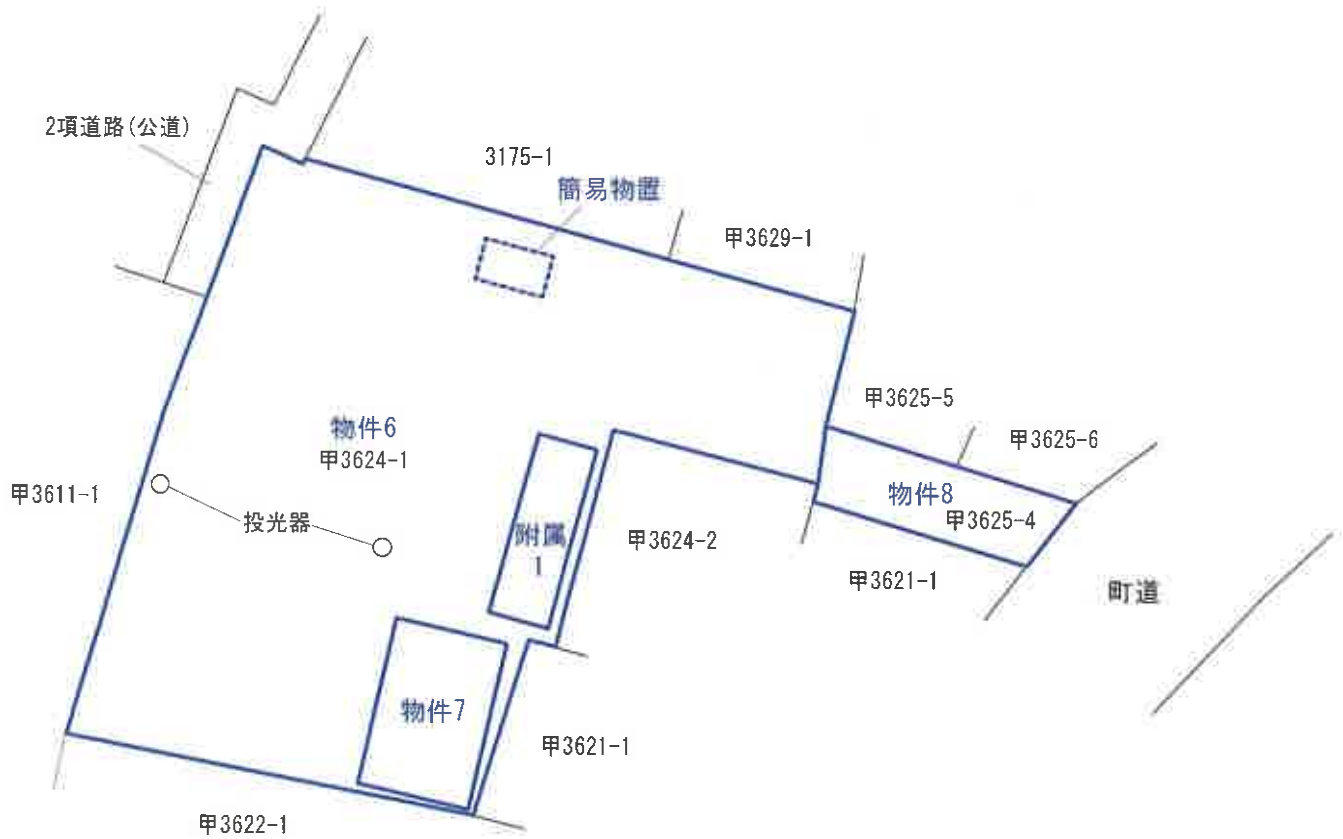 2項道路(公道)
3175-1
簡易物置
甲3629-1
甲3625-5
甲3625-6
物件6
甲3624-1
甲3611-1
投光器
附属
1
甲3624-2
物件8
甲3625-4
甲3621-1
町道
物件7
甲3621-1
甲3622-1